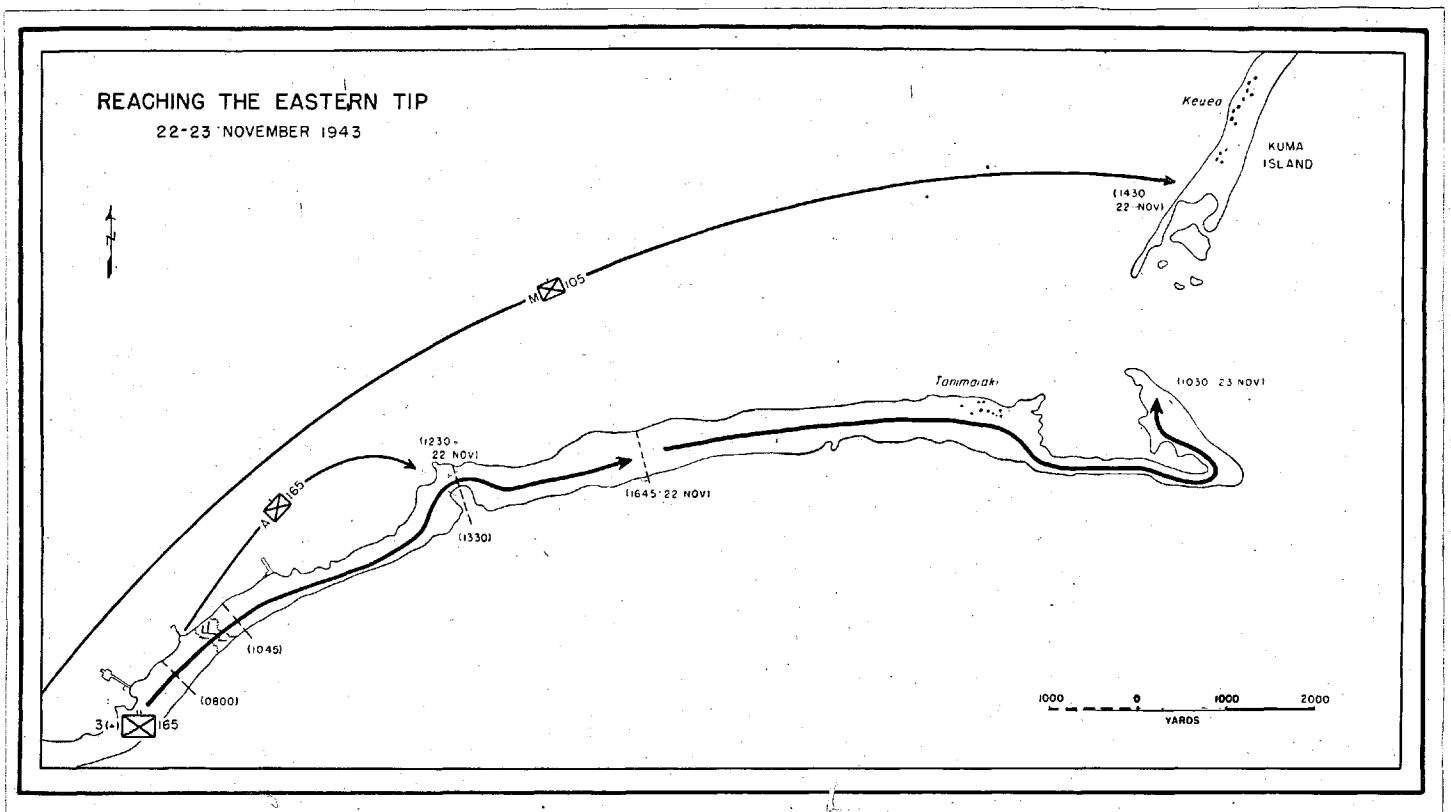 REACHING THE EASTERN TIP
22-23 NOVEMBER 1943
Keuea
KUMA
ISLAND
(1430
22 NOV)
N
M 105
Tanimaiaki
(1030 23 NOV)
(1230
22 NOV)
A 165
(1645 22 NOV)
(1330)
(1045)
(0800)
3(+) 165
1000 0 1000 2000
YARDS